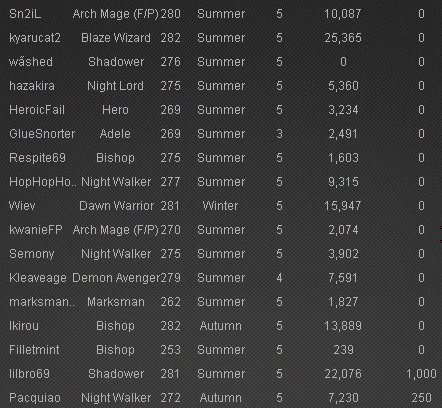 Sn2iL Arch Mage (F/P) 280 Summer 5 10,087 0
kyarucat2 Blaze Wizard 282 Summer 5 25,365 0
wãshed Shadower 276 Summer 5 0 0
hazakira Night Lord 275 Summer 5 5,360 0
HeroicFail Hero 269 Summer 5 3,234 0
GlueSnorter Adele 269 Summer 3 2,491 0
Respite69 Bishop 275 Summer 5 1,603 0
HopHopHo.. Night Walker 277 Summer 5 9,315 0
Wiev Dawn Warrior 281 Winter 5 15,947 0
kwanieFP Arch Mage (F/P) 270 Summer 5 2,074 0
Semony Night Walker 275 Summer 5 3,902 0
Kleaveage Demon Avenger 279 Summer 4 7,591 0
marksman.. Marksman 262 Summer 5 1,827 0
Ikirou Bishop 282 Autumn 5 13,889 0
Filletmint Bishop 253 Summer 5 239 0
lilbro69 Shadower 281 Summer 5 22,076 1,000
Pacquiao Night Walker 272 Autumn 5 7,230 250